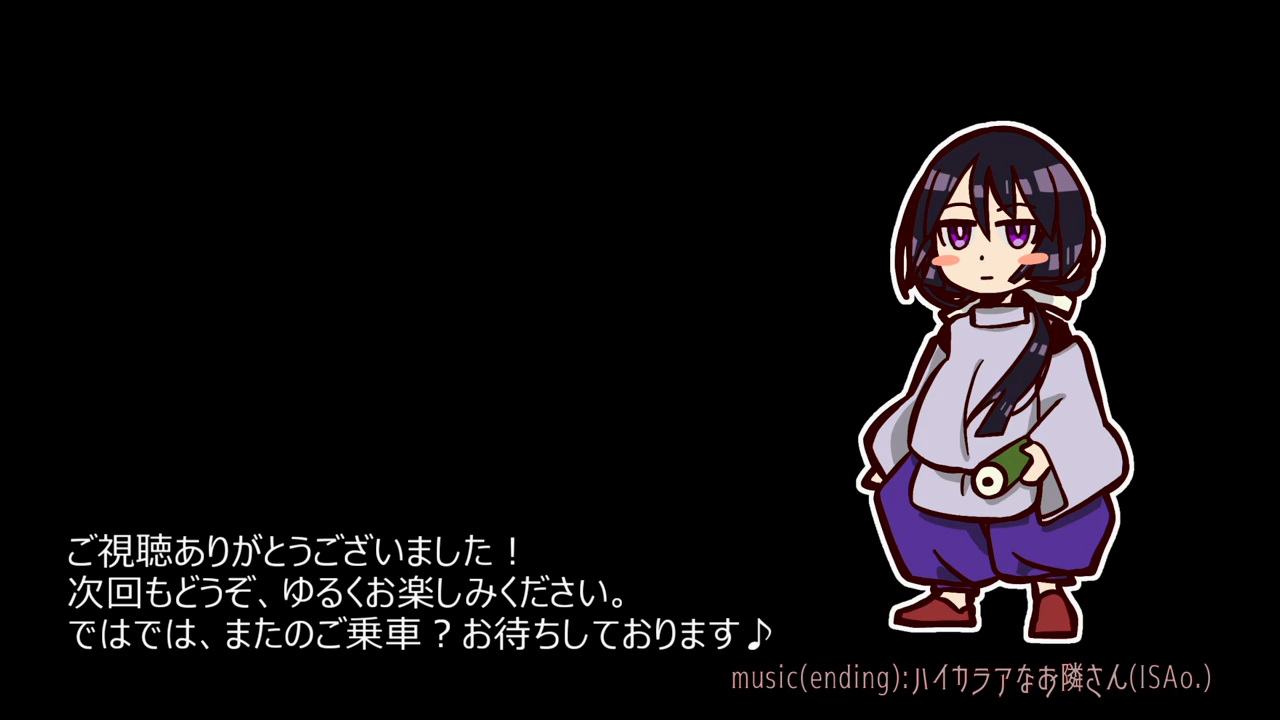 ご視聴ありがとうございました！
次回もどうぞ、ゆるくお楽しみください。
ではでは、またのご乗車？お待ちしております♪
music(ending):ハイカラアなお隣さん(ISAo.)